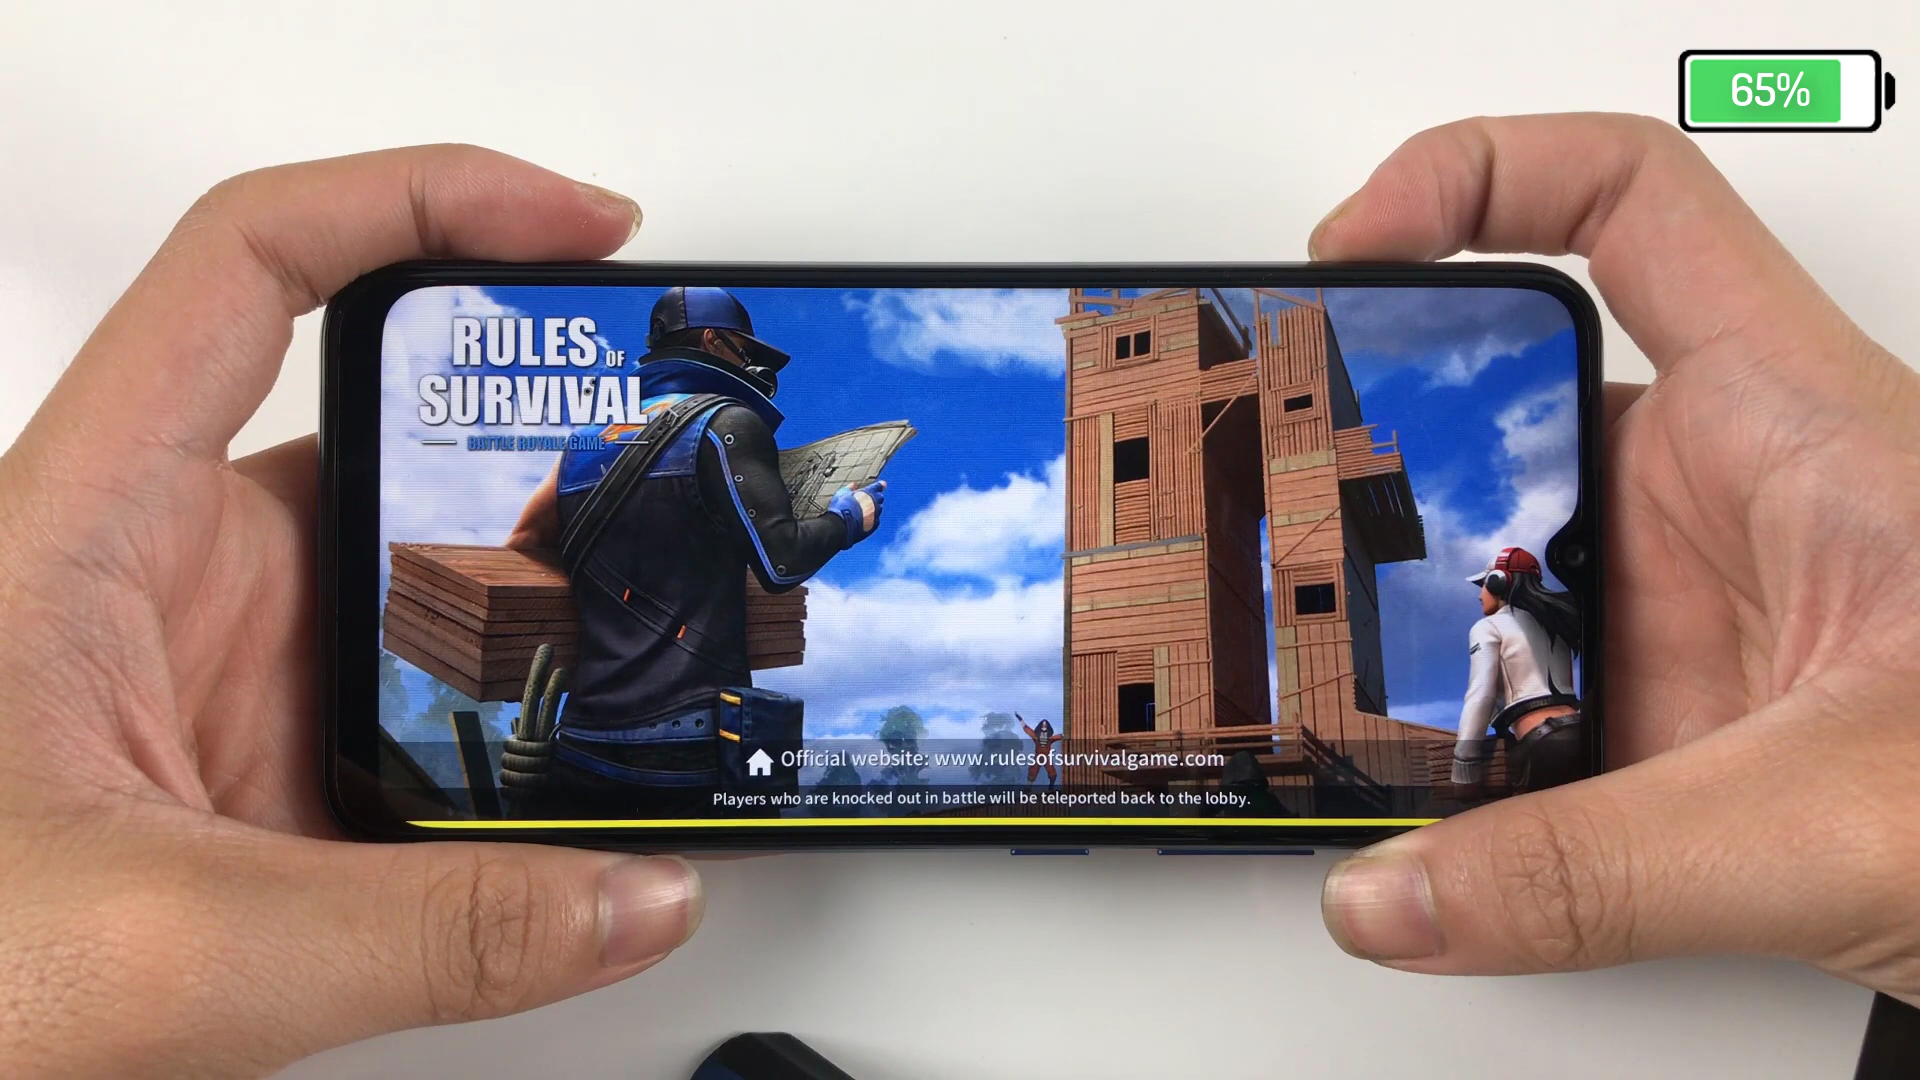 65%
RULES OF
SURVIVAL
BATTLE ROYALE GAME
Official website: www.rulesofsurvivalgame.com
Players who are knocked out in battle will be teleported back to the lobby.